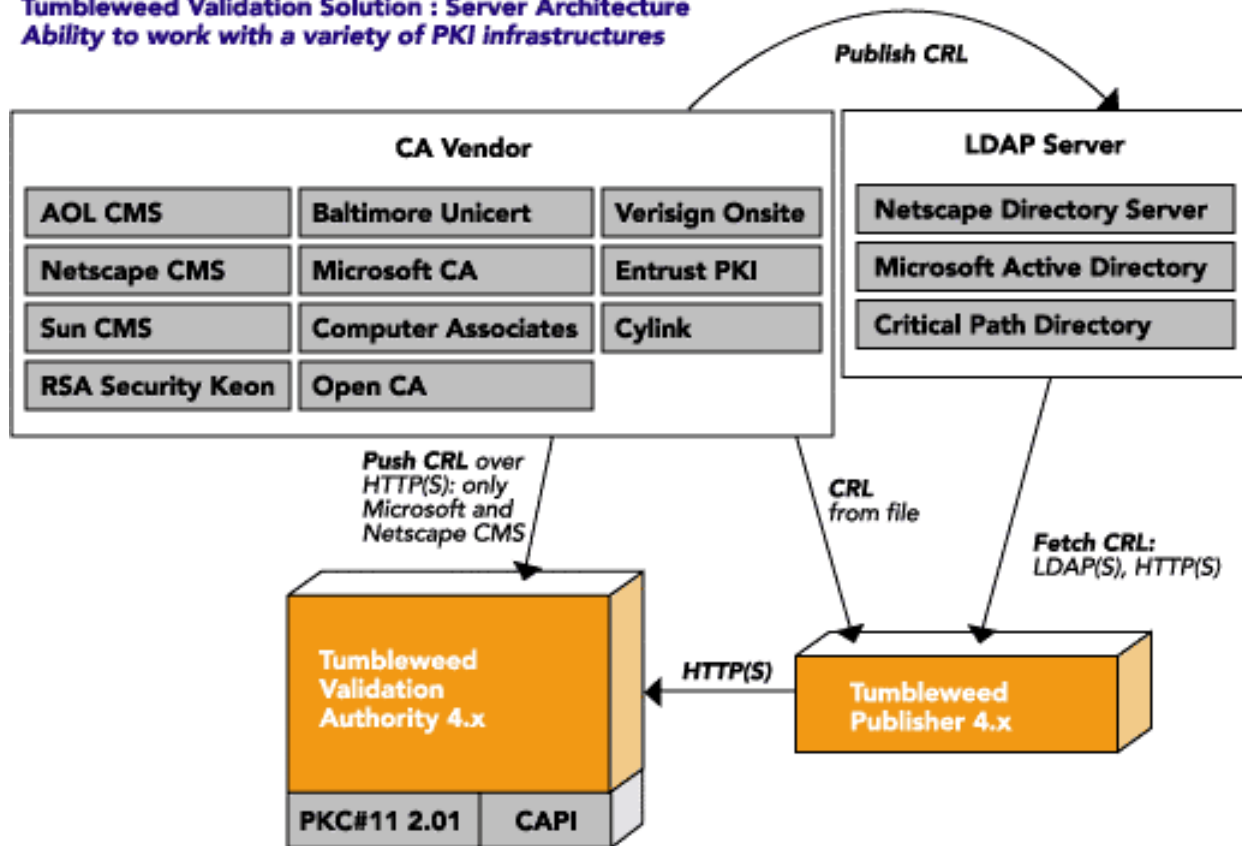 Tumbleweed Validation Solution : Server Architecture
Ability to work with a variety of PKI infrastructures
Publish CRL
CA Vendor
AOL CMS
Baltimore Unicert
Verisign Onsite
Netscape CMS
Microsoft CA
Entrust PKI
Sun CMS
Computer Associates
Cylink
RSA Security Keon
Open CA
LDAP Server
Netscape Directory Server
Microsoft Active Directory
Critical Path Directory
Push CRL over
HTTP(S): only
Microsoft and
Netscape CMS
CRL
from file
Fetch CRL:
LDAP(S), HTTP(S)
Tumbleweed
Validation
Authority 4.x
HTTP(S)
Tumbleweed
Publisher 4.x
PKC#11 2.01
CAPI